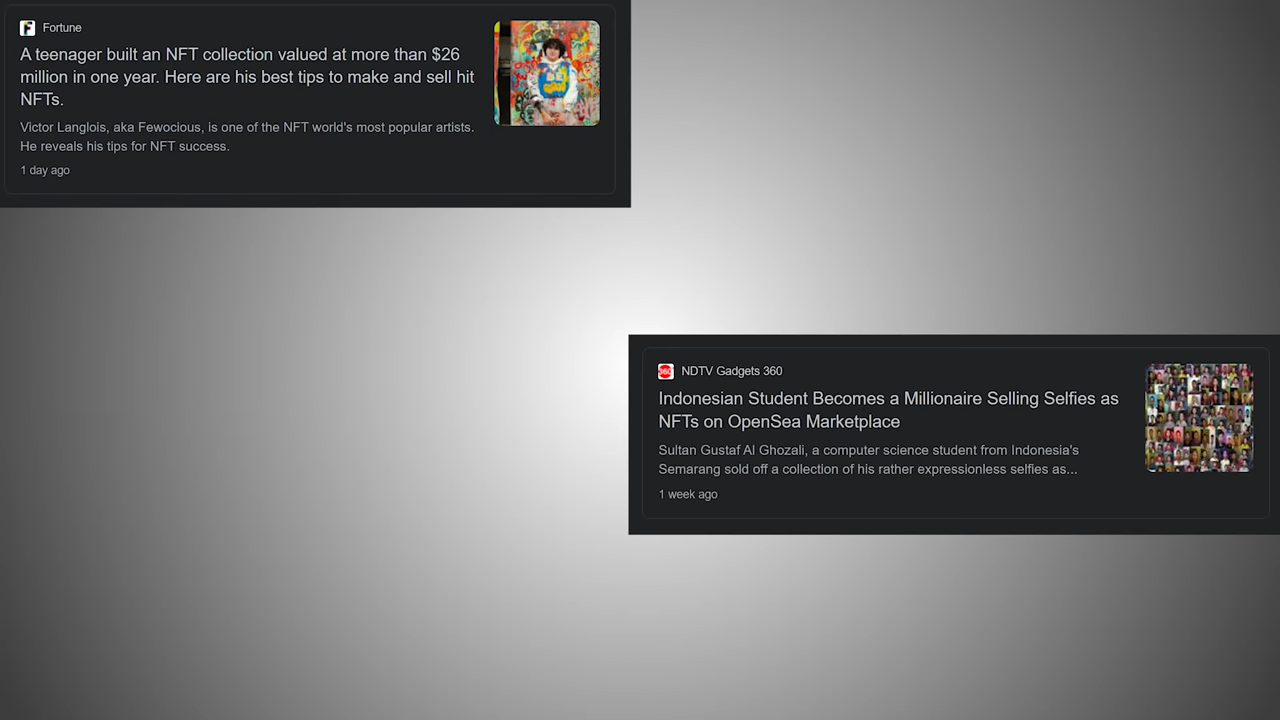 Fortune
A teenager built an NFT collection valued at more than $26
million in one year. Here are his best tips to make and sell hit
NFTs.
Victor Langlois, aka Fewocious, is one of the NFT world's most popular artists.
He reveals his tips for NFT success.
1 day ago
360
NDTV Gadgets 360
Indonesian Student Becomes a Millionaire Selling Selfies as
NFTs on OpenSea Marketplace
Sultan Gustaf Al Ghozali, a computer science student from Indonesia's
Semarang sold off a collection of his rather expressionless selfies as...
1 week ago